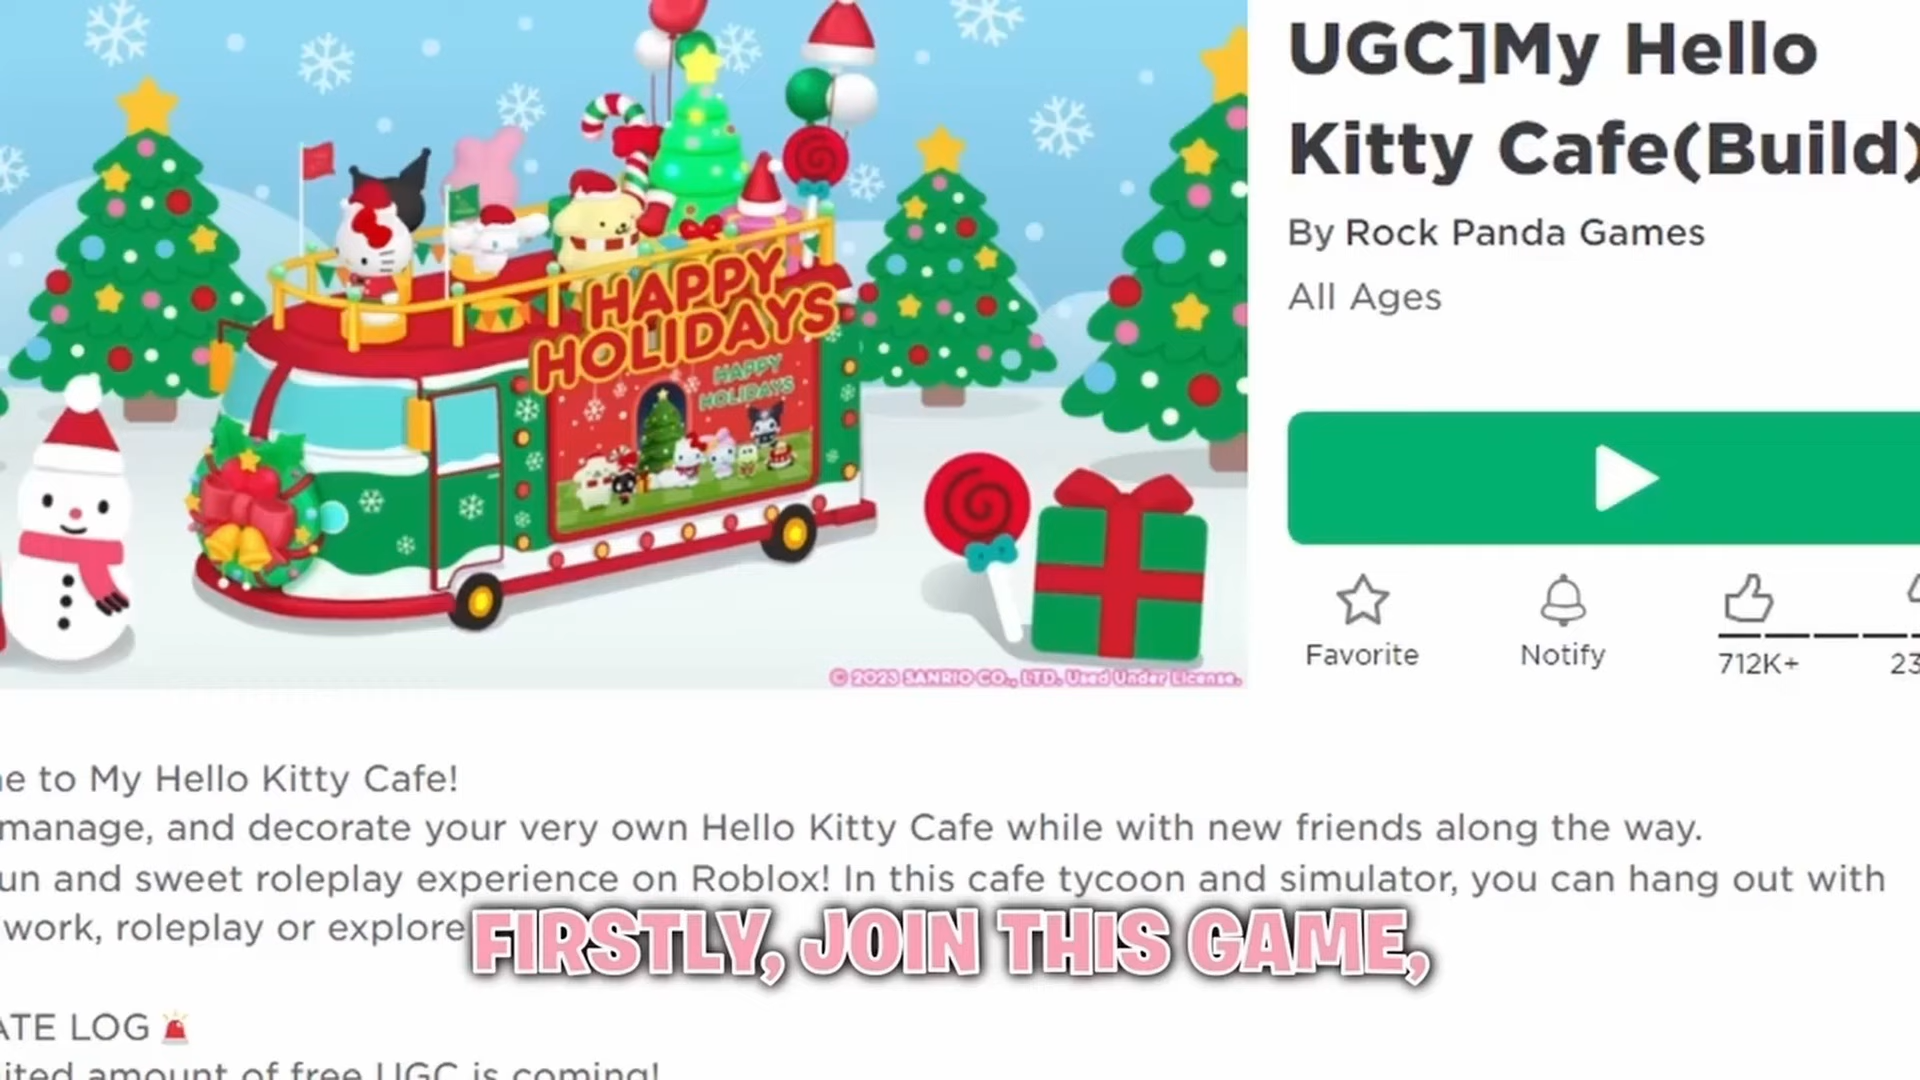 UGC]My Hello
Kitty Cafe(Build)
By Rock Panda Games
All Ages
HAPPY
HOLIDAYS
HAPPY
HOLIDAYS
Favorite
Notify
712K+
23
© 2023 SANRIO CO., LTD. Used Under License.
e to My Hello Kitty Cafe!
manage, and decorate your very own Hello Kitty Cafe while with new friends along the way.
un and sweet roleplay experience on Roblox! In this cafe tycoon and simulator, you can hang out with
work, roleplay or explore
FIRSTLY, JOIN THIS GAME,
ATE LOG
ited amount of free UGC is coming!